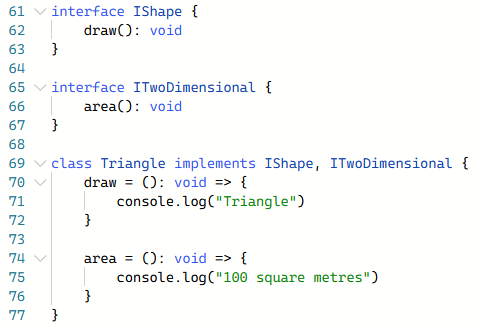 61 interface IShape {
62     draw(): void
63 }
64
65 interface ITwoDimensional {
66     area(): void
67 }
68
69 class Triangle implements IShape, ITwoDimensional {
70     draw = (): void => {
71         console.log("Triangle")
72     }
73
74     area = (): void => {
75         console.log("100 square metres")
76     }
77 }